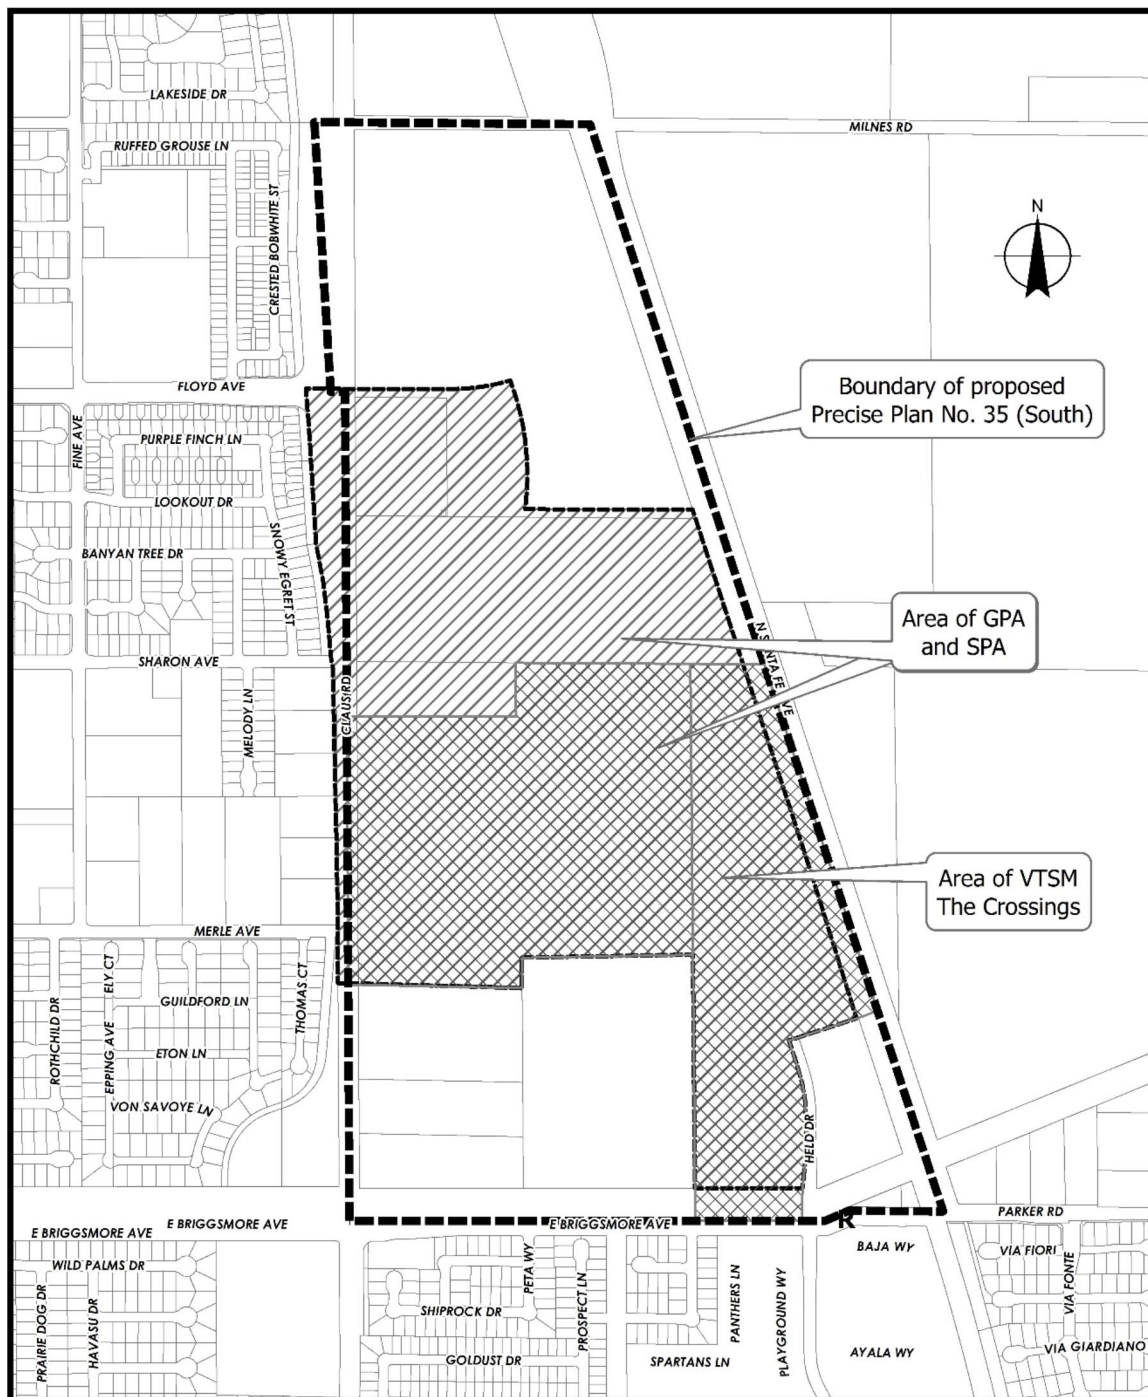 LAKESIDE DR
MILNES RD
RUFFED GROUSE LN
CRESTED BOBWHITE ST
N
Boundary of proposed
Precise Plan No. 35 (South)
FLOYD AVE
FINE AVE
PURPLE FINCH LN
LOOKOUT DR
SNOWY EGRET ST
BANYAN TREE DR
Area of GPA
and SPA
N SANTA FE AVE
SHARON AVE
CLAUS RD
MELODY LN
Area of VTSM
The Crossings
MERLE AVE
ELY CT
GUILDFORD LN
THOMAS CT
ROTHCHILD DR
EPPING AVE
ETON LN
VON SAVOYE LN
HELD DR
E BRIGGSMORE AVE
E BRIGGSMORE AVE
E BRIGGSMORE AVE
R
PARKER RD
BAJA WY
VIA FIORI
WILD PALMS DR
PETA WY
PROSPECT LN
PANTHERS LN
PLAYGROUND WY
VIA FONTE
PRAIRIE DOG DR
HAVASU DR
SHIPROCK DR
GOLDUST DR
SPARTANS LN
AYALA WY
VIA GIARDIANO